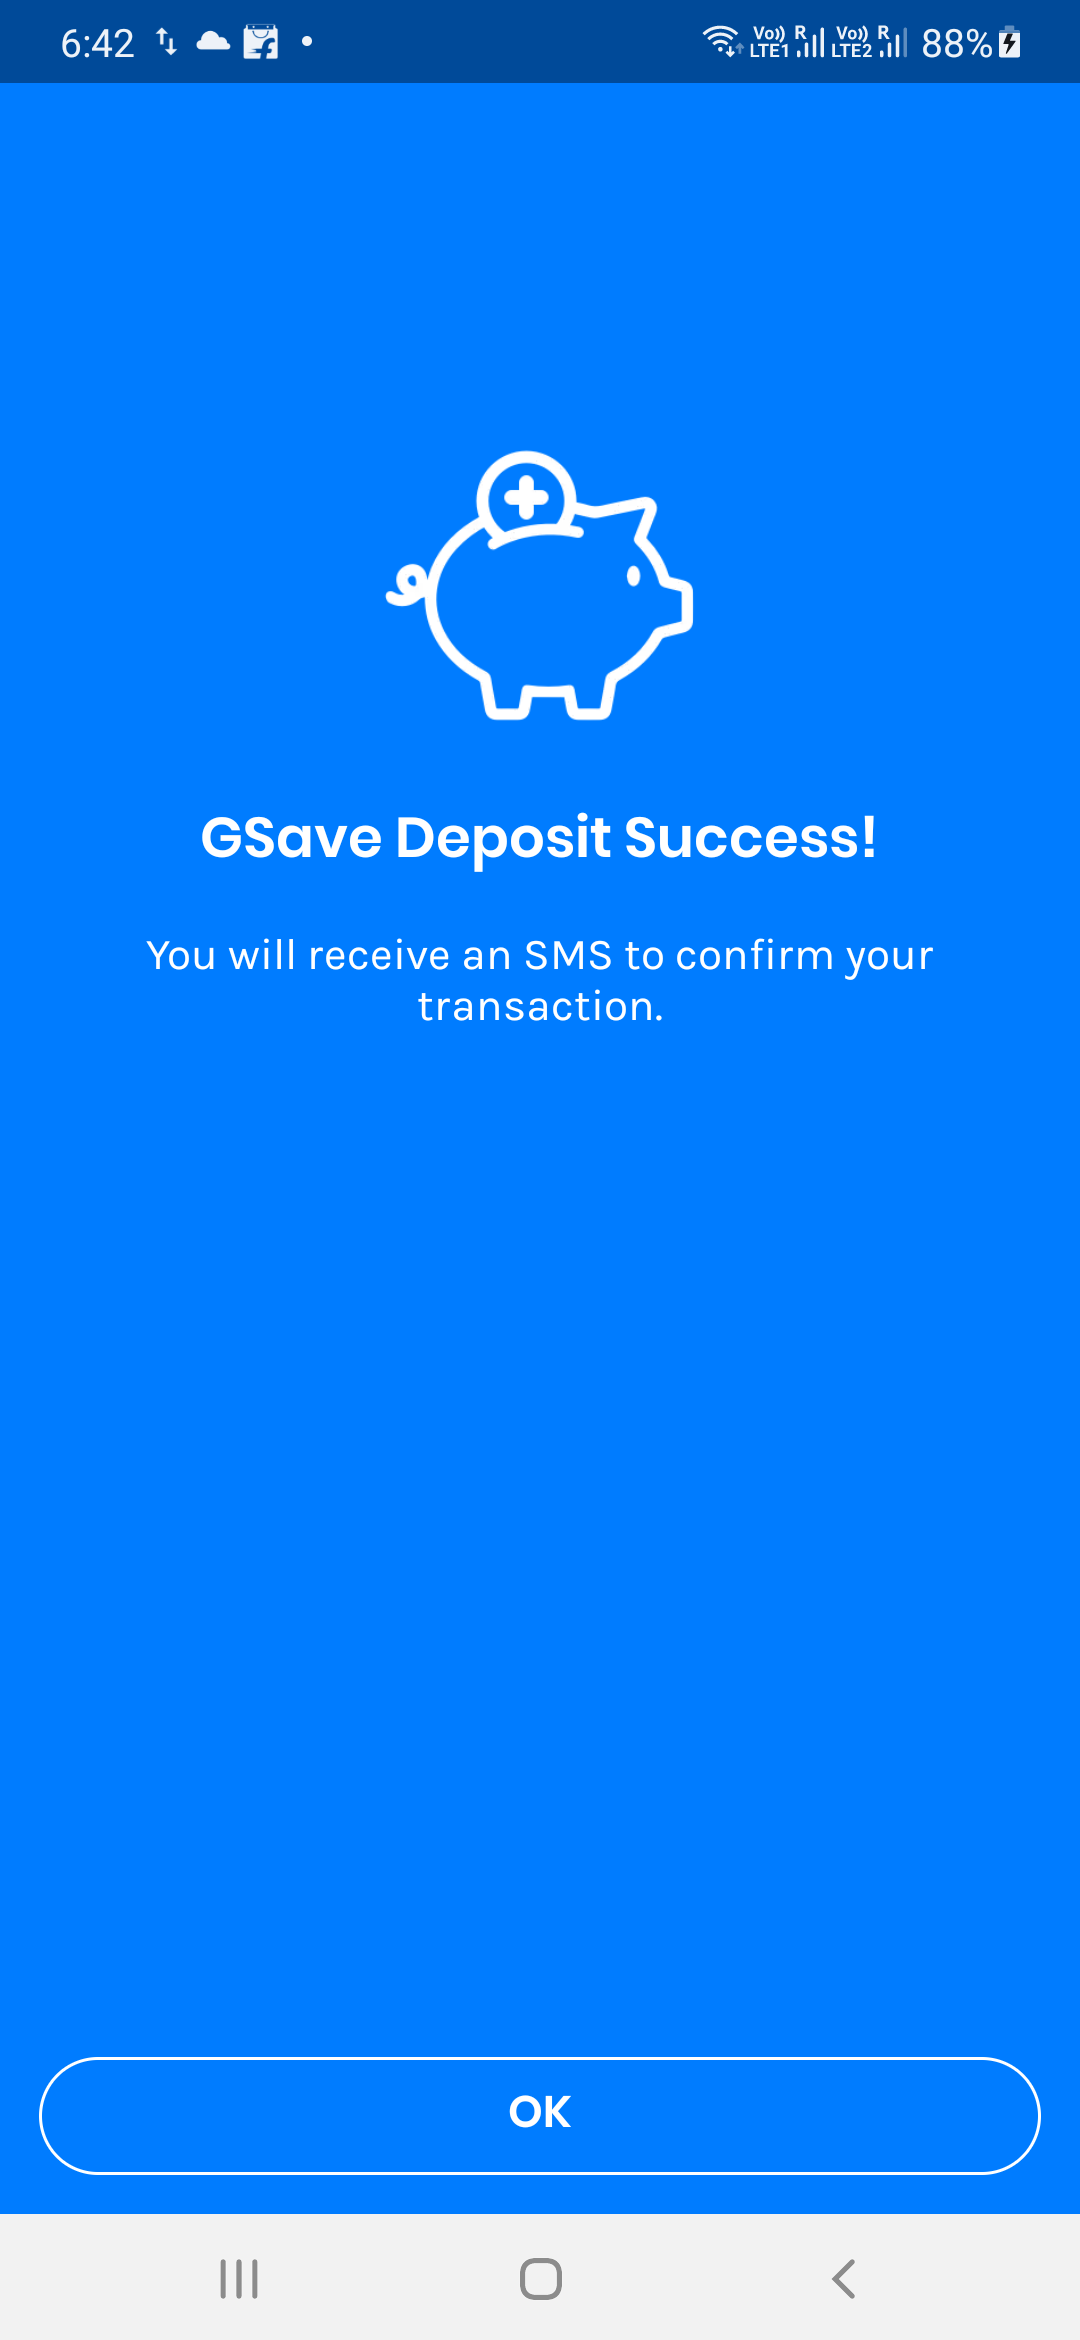 6:42 Vo)) R Vo)) R 88%
LTE1 LTE2
GSave Deposit Success!
You will receive an SMS to confirm your
transaction.
OK